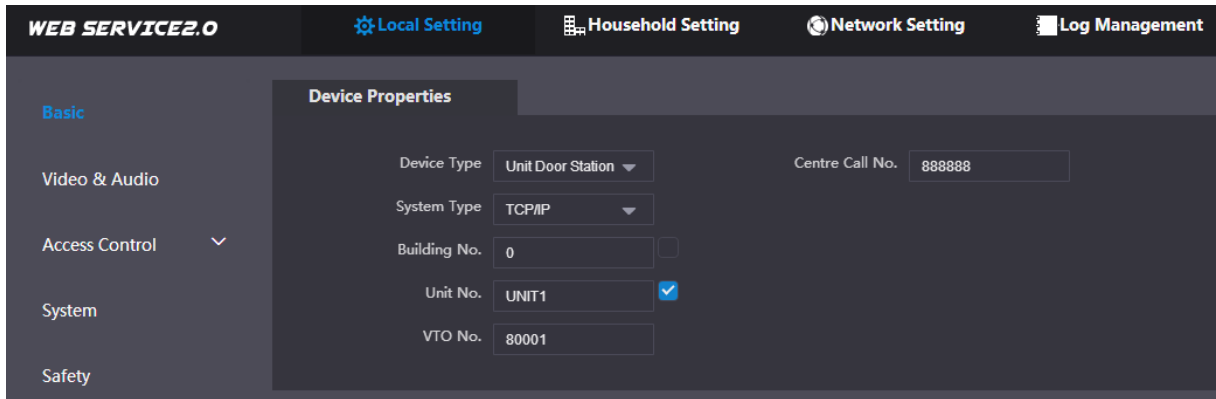 WEB SERVICE2.0 Local Setting Household Setting Network Setting Log Management
Basic
Video & Audio
Access Control
System
Safety
Device Properties
Device Type Unit Door Station Centre Call No. 888888
System Type TCP/IP
Building No. 0
Unit No. UNIT1
VTO No. 80001